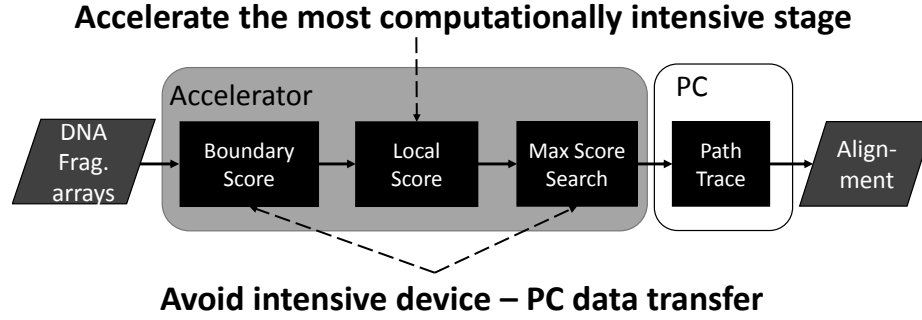 Accelerate the most computationally intensive stage
Accelerator
PC
DNA
Frag.
arrays
Boundary
Score
Local
Score
Max Score
Search
Path
Trace
Align-
ment
Avoid intensive device – PC data transfer